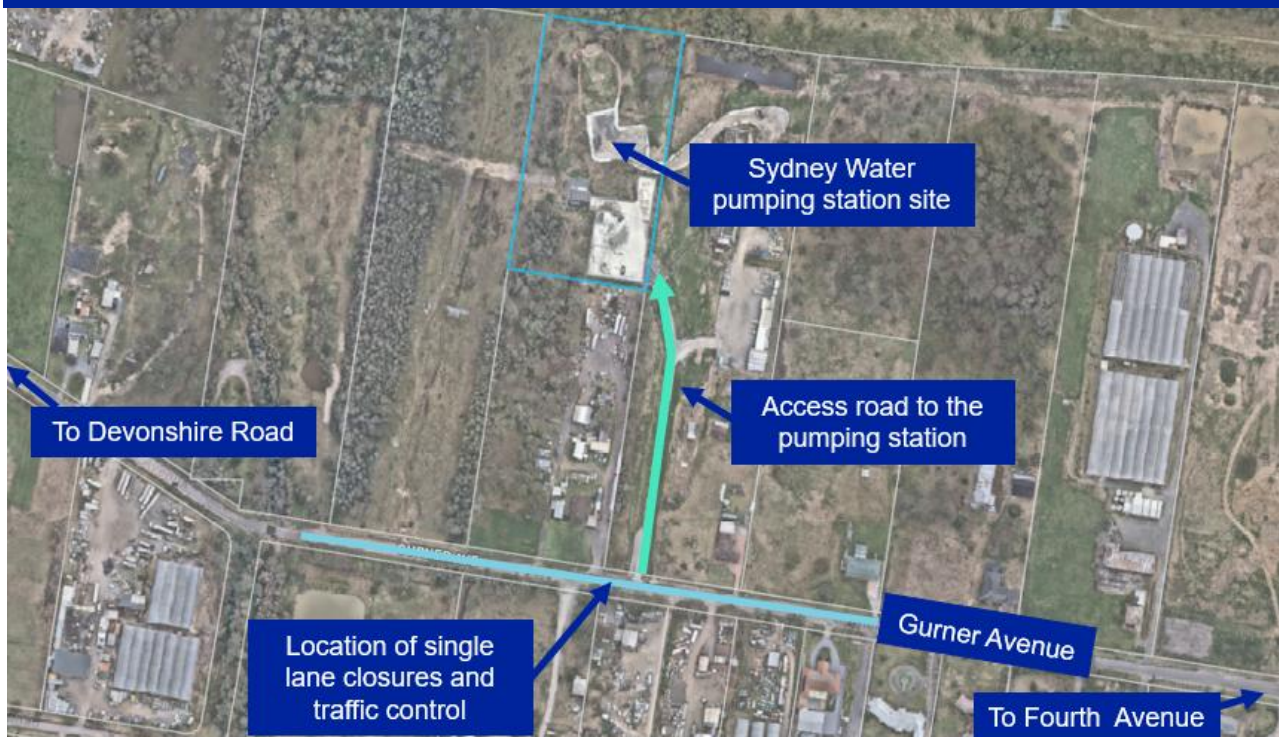 Sydney Water
pumping station site
Access road to the
pumping station
To Devonshire Road
Location of single
lane closures and
traffic control
Gurner Avenue
To Fourth Avenue